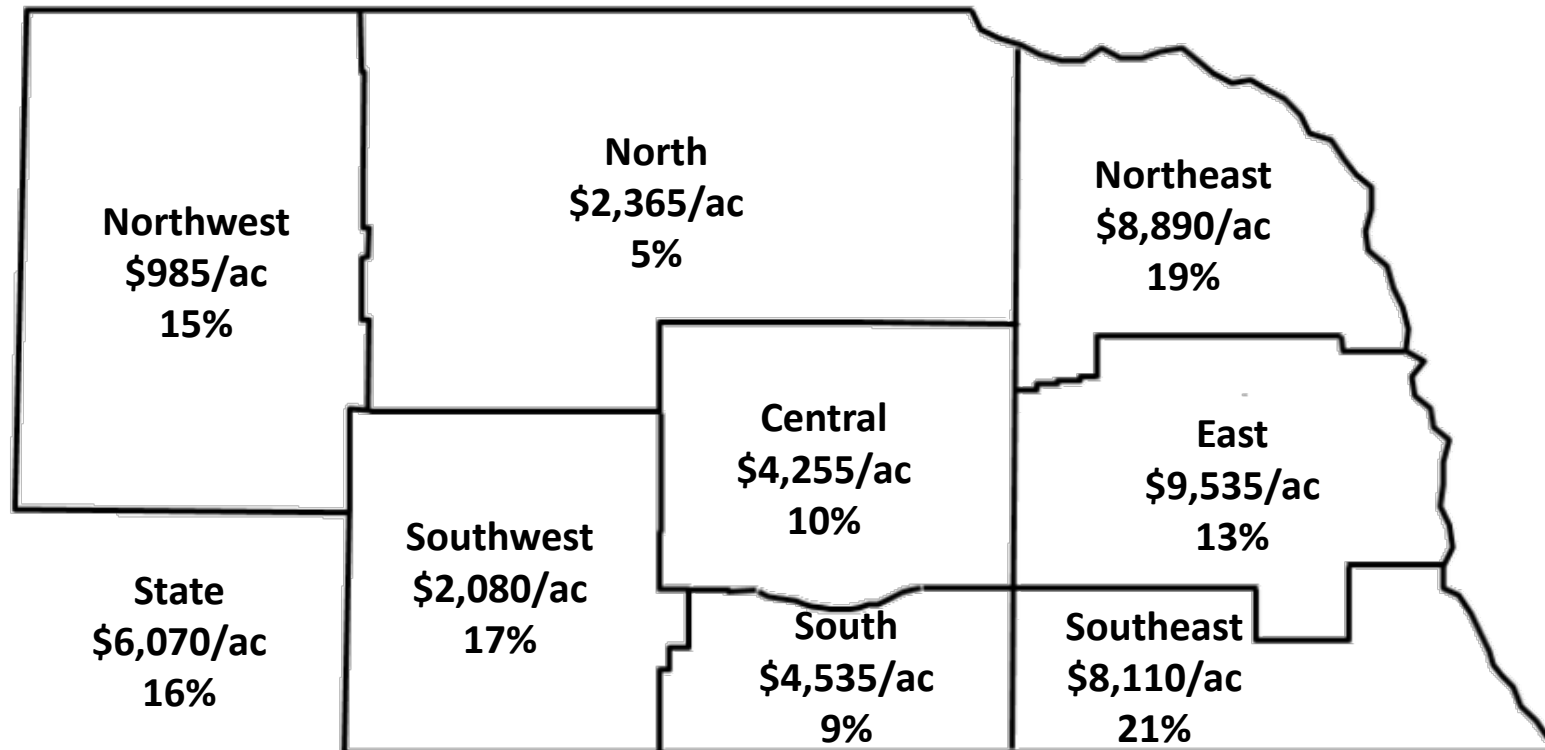 North
$2,365/ac
5%
Northeast
$8,890/ac
19%
Northwest
$985/ac
15%
Central
$4,255/ac
10%
East
$9,535/ac
13%
Southwest
$2,080/ac
17%
State
$6,070/ac
16%
South
$4,535/ac
9%
Southeast
$8,110/ac
21%